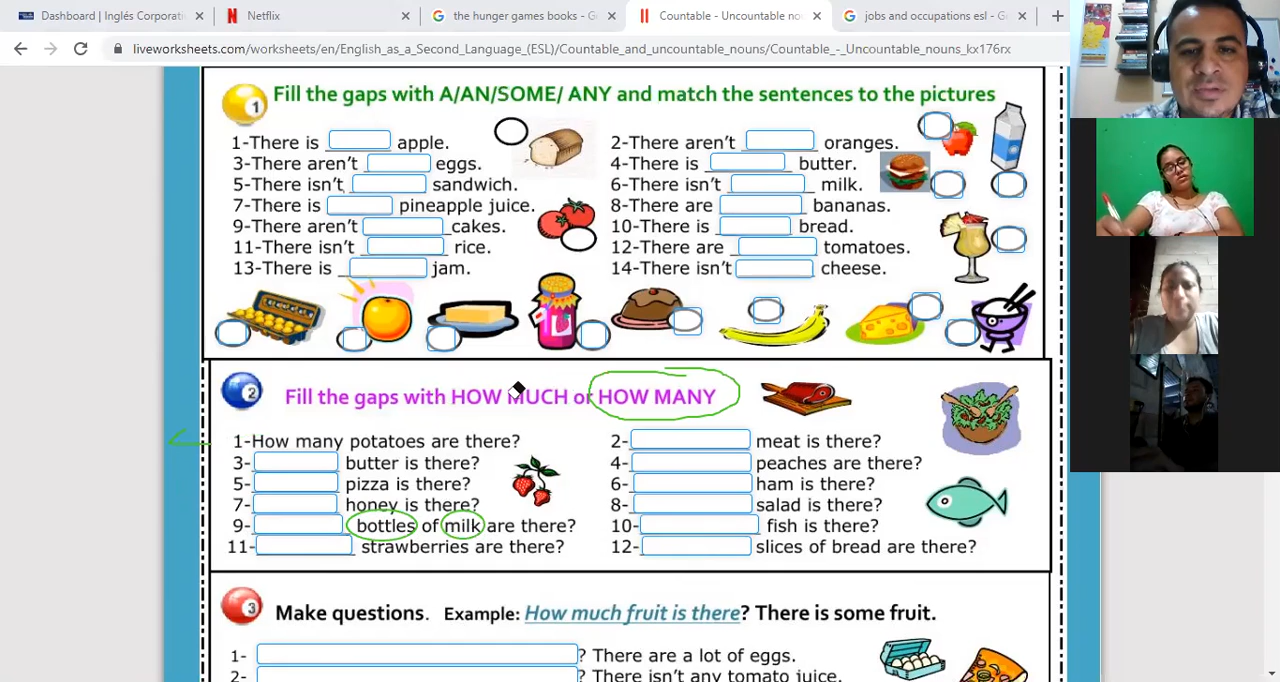 Dashboard | Inglés Corporati
Netflix
the hunger games books - G
Countable - Uncountable no
jobs and occupations esl - G
liveworksheets.com/worksheets/en/English_as_a_Second_Language_(ESL)/Countable_and_uncountable_nouns/Countable_-_Uncountable_nouns_kx176rx
1 Fill the gaps with A/AN/SOME/ ANY and match the sentences to the pictures
1-There is apple.
2-There aren't oranges.
3-There aren't eggs.
4-There is butter.
5-There isn't sandwich.
6-There isn't milk.
7-There is pineapple juice.
8-There are bananas.
9-There aren't cakes.
10-There is bread.
11-There isn't rice.
12-There are tomatoes.
13-There is jam.
14-There isn't cheese.
2 Fill the gaps with HOW MUCH or HOW MANY
1-How many potatoes are there?
2- meat is there?
3- butter is there?
4- peaches are there?
5- pizza is there?
6- ham is there?
7- honey is there?
8- salad is there?
9- bottles of milk are there?
10- fish is there?
11- strawberries are there?
12- slices of bread are there?
3 Make questions. Example: How much fruit is there? There is some fruit.
1- ? There are a lot of eggs.
2- ? There isn't any tomato juice.